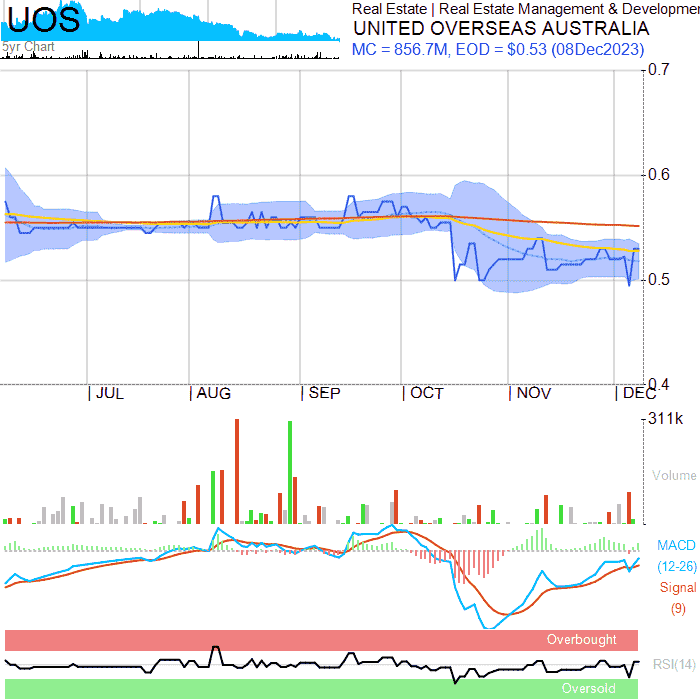 UOS
5yr Chart
Real Estate | Real Estate Management & Developmen
UNITED OVERSEAS AUSTRALIA
MC = 856.7M, EOD = $0.53 (08Dec2023)
0.7
0.6
0.5
0.4
JUL AUG SEP OCT NOV DEC
311k
Volume
MACD
(12-26)
Signal
(9)
Overbought
RSI(14)
Oversold